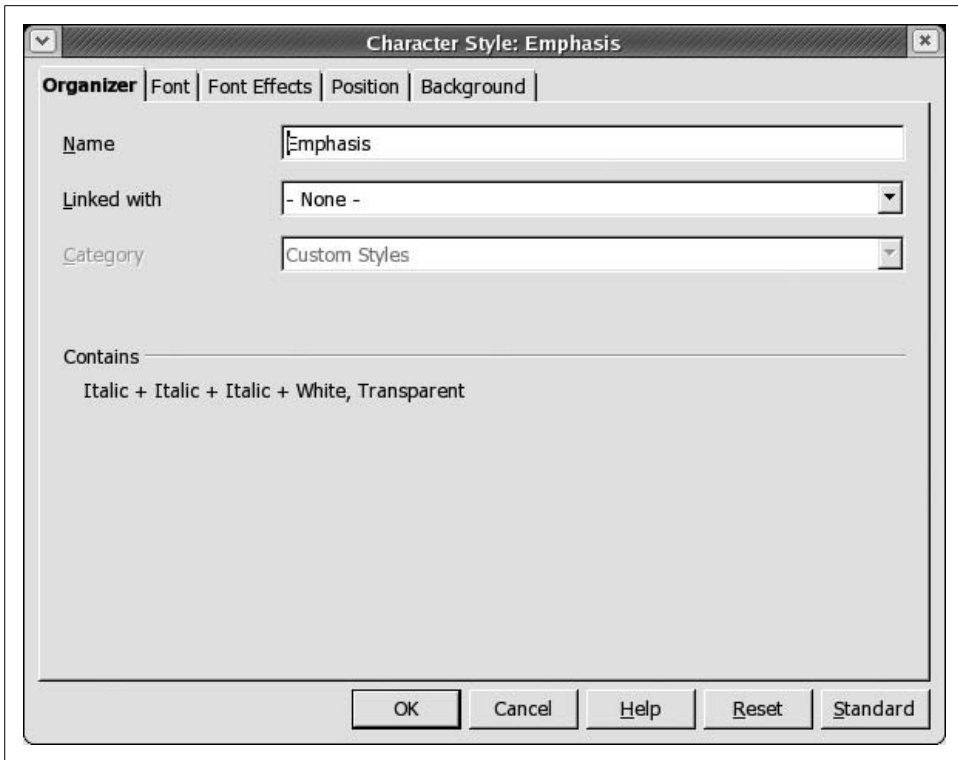 Character Style: Emphasis
Organizer Font Font Effects Position Background
Name Emphasis
Linked with - None -
Category Custom Styles
Contains
Italic + Italic + Italic + White, Transparent
OK Cancel Help Reset Standard